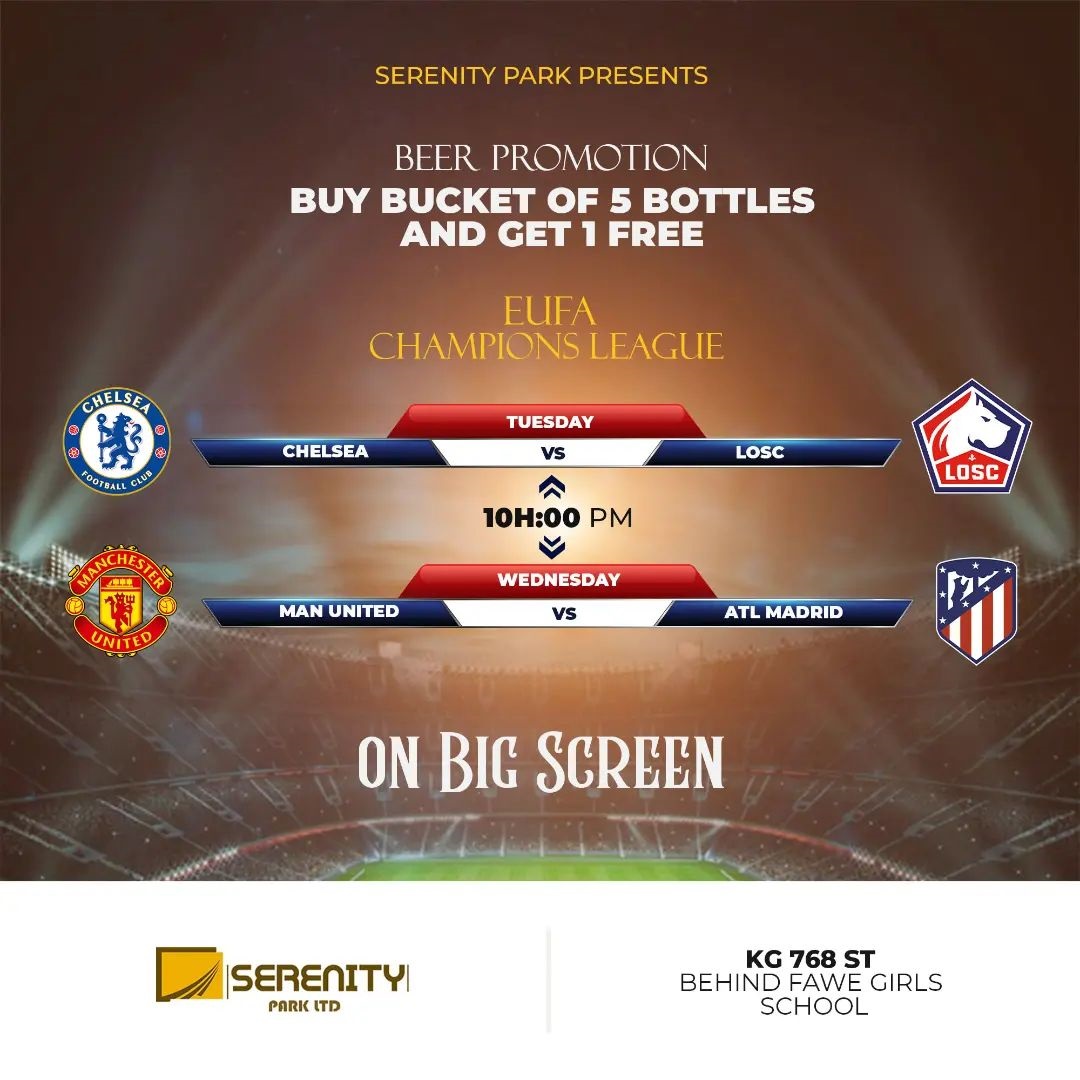 SERENITY PARK PRESENTS
BEER PROMOTION
BUY BUCKET OF 5 BOTTLES
AND GET 1 FREE
EUFA
CHAMPIONS LEAGUE
CHELSEA
FOOTBALL CLUB
TUESDAY
CHELSEA VS LOSC
LOSC
10H:00 PM
MANCHESTER
UNITED
WEDNESDAY
MAN UNITED VS ATL MADRID
ON BIG SCREEN
SERENITY
PARK LTD
KG 768 ST
BEHIND FAWE GIRLS
SCHOOL